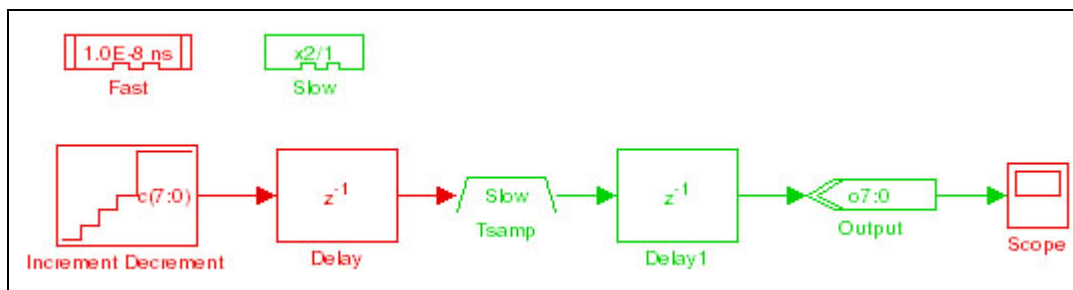 1.0E-8 ns
x2/1
Fast
Slow
c(7:0)
z-1
Slow
z-1
o7:0
Tsamp
Output
Increment Decrement
Delay
Delay1
Scope